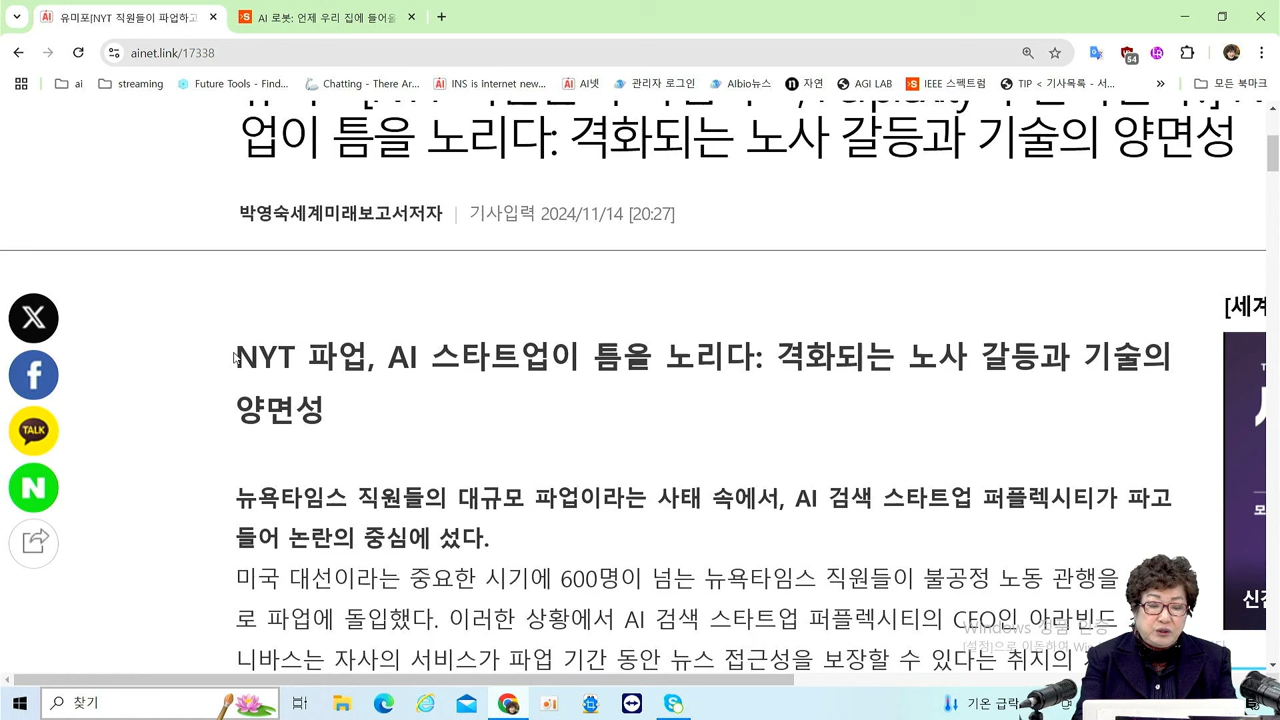 유미포[NYT 직원들이 파업하고
AI 로봇: 언제 우리 집에 들어올
ainet.link/17338
54
ai
streaming
Future Tools - Find...
Chatting - There Ar...
INS is internet new...
AI넷
관리자 로그인
AIbio뉴스
자연
AGI LAB
IEEE 스펙트럼
TIP < 기사목록 - 서...
»
모든 북마크
업이 틈을 노리다: 격화되는 노사 갈등과 기술의 양면성
박영숙세계미래보고서저자 | 기사입력 2024/11/14 [20:27]
[세계
NYT 파업, AI 스타트업이 틈을 노리다: 격화되는 노사 갈등과 기술의
양면성
TALK
N
뉴욕타임스 직원들의 대규모 파업이라는 사태 속에서, AI 검색 스타트업 퍼플렉시티가 파고
들어 논란의 중심에 섰다.
미국 대선이라는 중요한 시기에 600명이 넘는 뉴욕타임스 직원들이 불공정 노동 관행을
로 파업에 돌입했다. 이러한 상황에서 AI 검색 스타트업 퍼플렉시티의 CEO인 아라빈드
니바스는 자사의 서비스가 파업 기간 동안 뉴스 접근성을 보장할 수 있다는 취지의
Windows 정품 인증
[설정]으로 이동하여
찾기
기온 급락